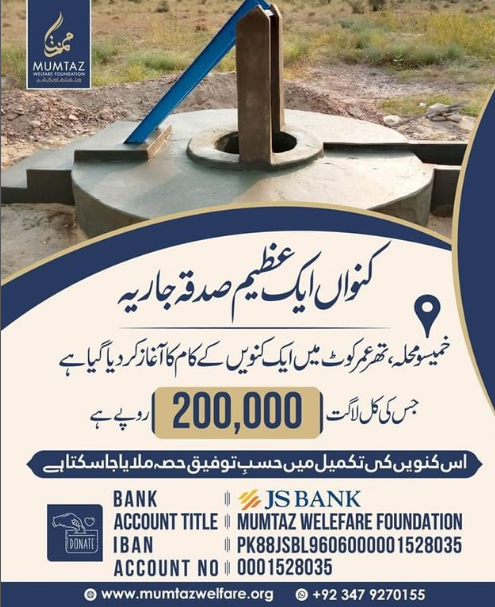 MUMTAZ
WELFARE FOUNDATION
کنواں ایک عظیم صدقہ جاریہ
خمیسو محلہ، تھر عمر کوٹ میں ایک کنویں کے کام کا آغاز کر دیا گیا ہے
جس کی کل لاگت 200,000 روپے ہے
اس کنویں کی تکمیل میں حسبِ توفیق حصہ ملایا جا سکتا ہے
DONATE
BANK JS BANK
ACCOUNT TITLE MUMTAZ WELEFARE FOUNDATION
IBAN PK88JSBL9606000001528035
ACCOUNT NO 0001528035
www.mumtazwelfare.org +92 347 9270155